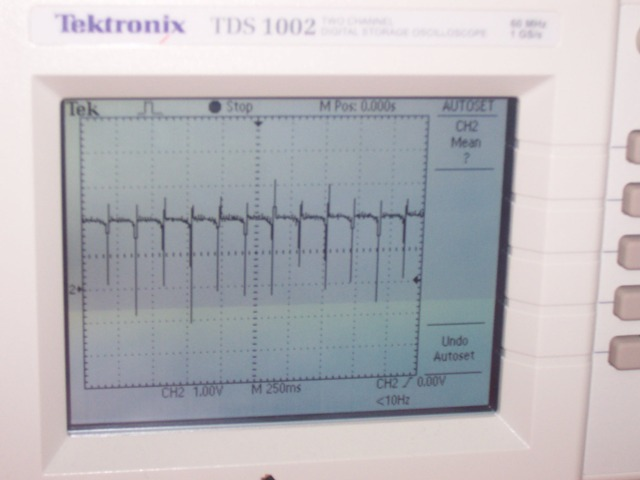 Tektronix TDS 1002 TWO CHANNEL DIGITAL STORAGE OSCILLOSCOPE 60 MHz 1 GS/s
Tek Stop M Pos: 0.000s AUTOSET
CH2
Mean
?
2
Undo
Autoset
CH2 1.00V M 250ms CH2 0.00V
<10Hz